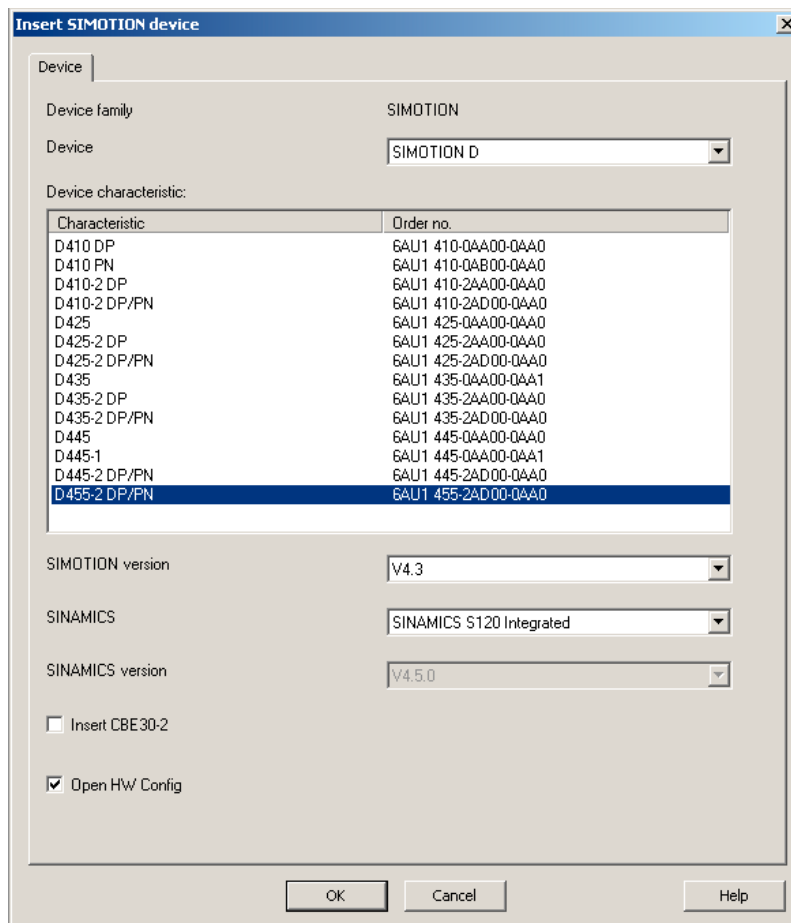 Insert SIMOTION device
Device
Device family SIMOTION
Device SIMOTION D
Device characteristic:
Characteristic Order no.
D410 DP 6AU1 410-0AA00-0AA0
D410 PN 6AU1 410-0AB00-0AA0
D410-2 DP 6AU1 410-2AA00-0AA0
D410-2 DP/PN 6AU1 410-2AD00-0AA0
D425 6AU1 425-0AA00-0AA0
D425-2 DP 6AU1 425-2AA00-0AA0
D425-2 DP/PN 6AU1 425-2AD00-0AA0
D435 6AU1 435-0AA00-0AA1
D435-2 DP 6AU1 435-2AA00-0AA0
D435-2 DP/PN 6AU1 435-2AD00-0AA0
D445 6AU1 445-0AA00-0AA0
D445-1 6AU1 445-0AA00-0AA1
D445-2 DP/PN 6AU1 445-2AD00-0AA0
D455-2 DP/PN 6AU1 455-2AD00-0AA0
SIMOTION version V4.3
SINAMICS SINAMICS S120 Integrated
SINAMICS version V4.5.0
Insert CBE30-2
Open HW Config
OK Cancel Help